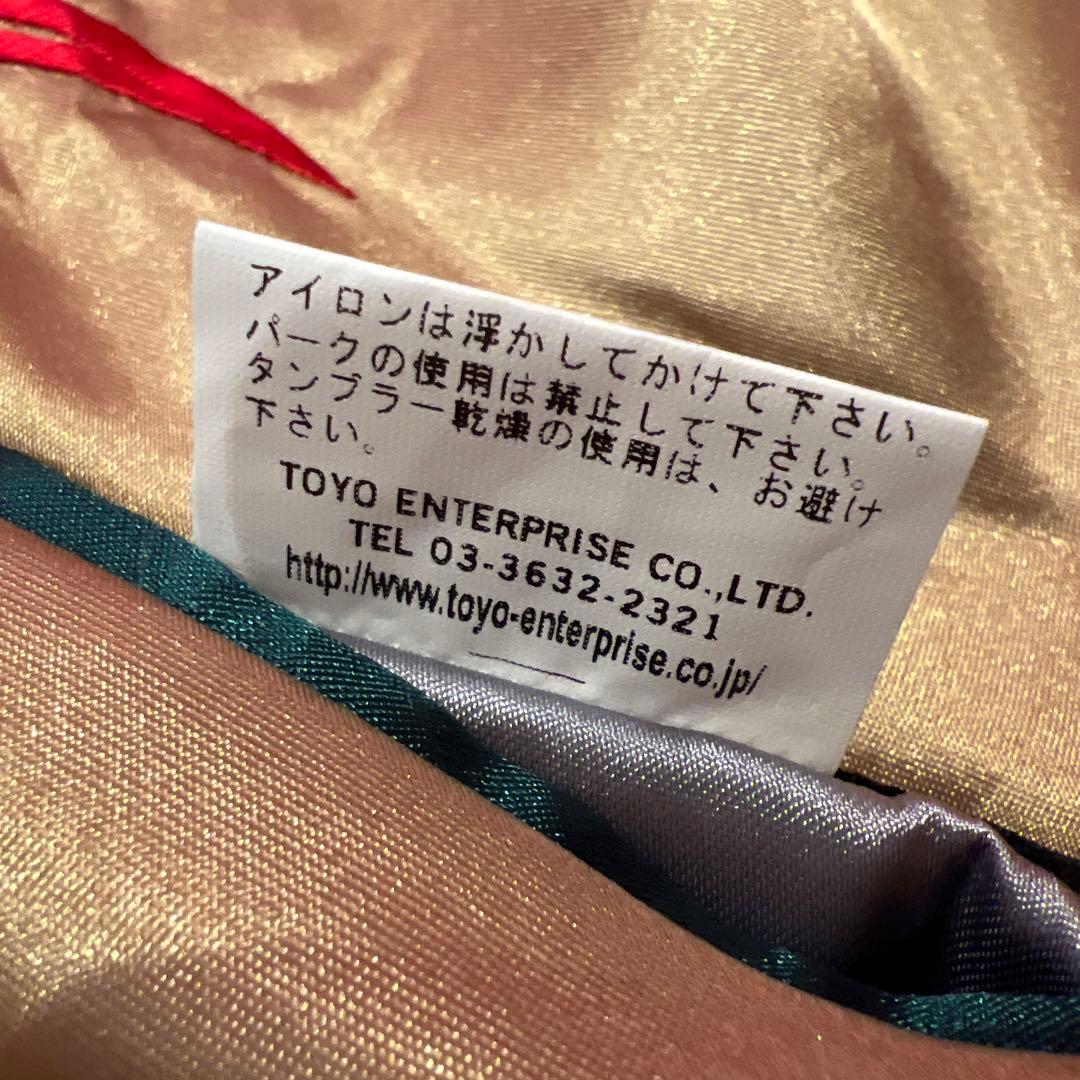 アイロンは浮かしてかけて下さい。
パークの使用は禁止して下さい。
タンブラー乾燥の使用は、お避け
下さい。
TOYO ENTERPRISE CO.,LTD.
TEL 03-3632-2321
http://www.toyo-enterprise.co.jp/